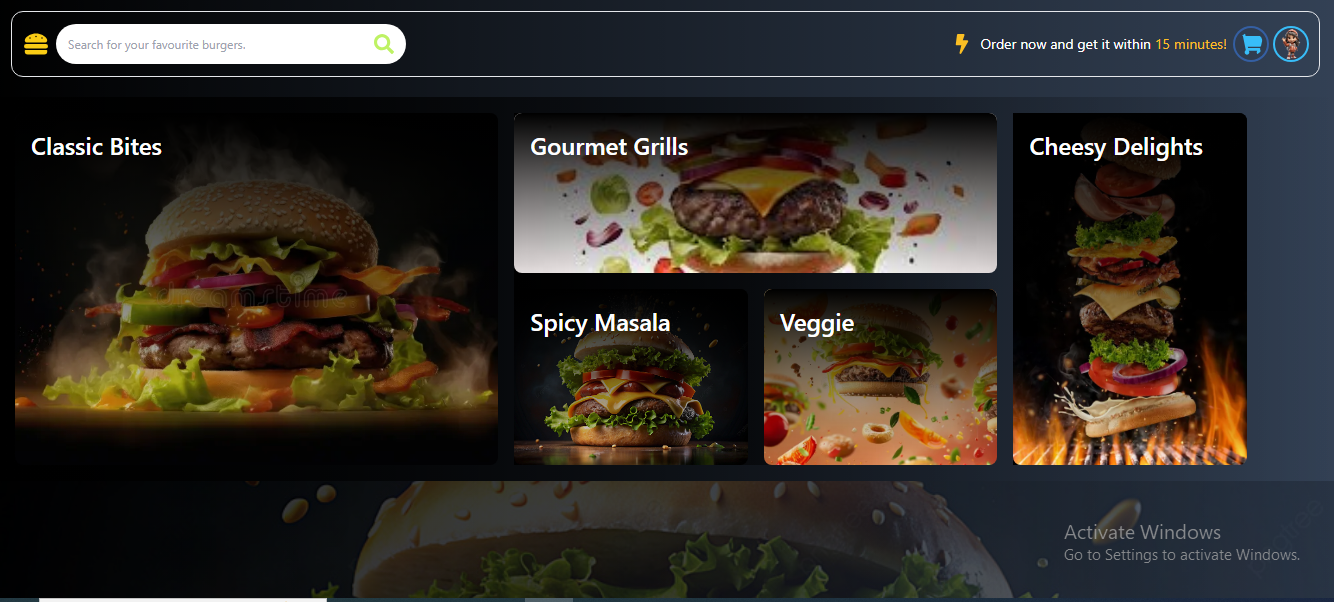 Search for your favourite burgers.
Order now and get it within 15 minutes!
Classic Bites
Gourmet Grills
Cheesy Delights
dreamstime
Spicy Masala
Veggie
Activate Windows
Go to Settings to activate Windows.